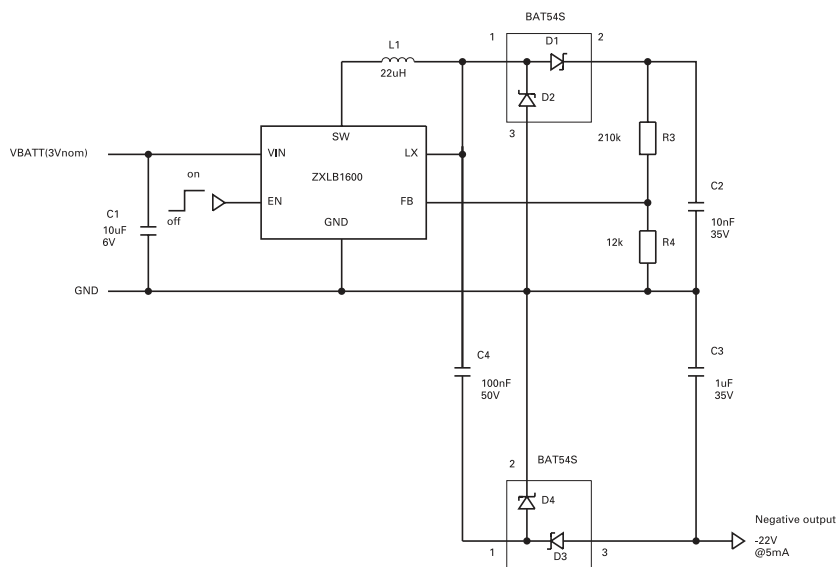 BAT54S
1
D1
2
L1
22uH
D2
3
SW
VBATT(3Vnom)
VIN
LX
210k
R3
on
ZXLB1600
C2
10nF
35V
EN
FB
C1
10uF
6V
off
GND
12k
R4
GND
C3
1uF
35V
C4
100nF
50V
2
BAT54S
D4
Negative output
-22V
@5mA
1
D3
3